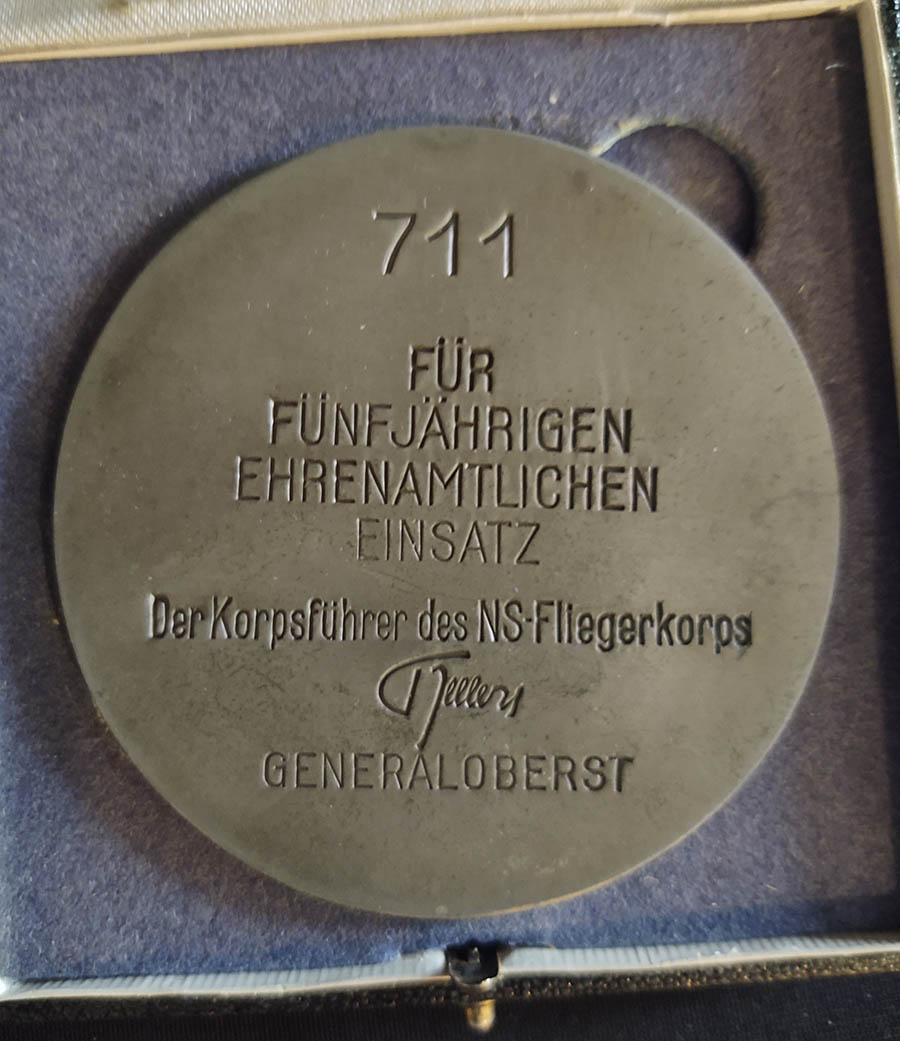 711
FÜR
FÜNFJÄHRIGEN
EHRENAMTLICHEN
EINSATZ
Der Korpsführer des NS-Fliegerkorps
GENERALOBERST